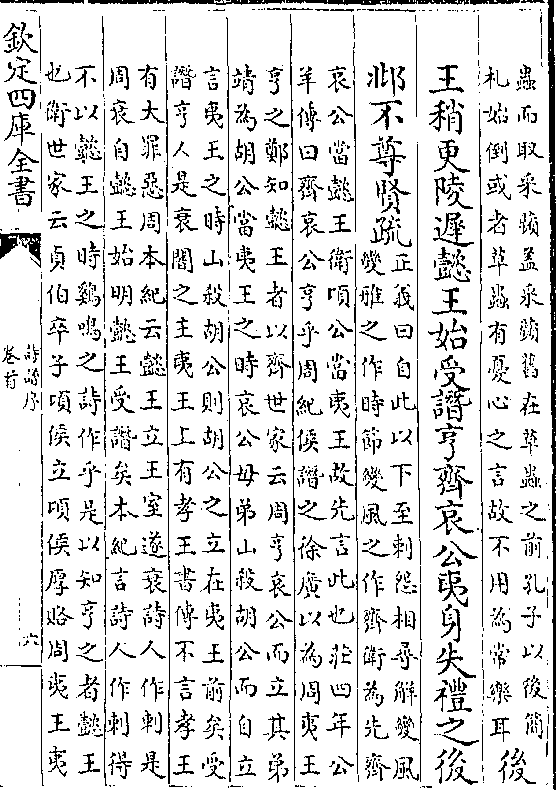 蟲而取采蘋蓋采蘋舊在草蟲之前孔子以後簡
札始倒或者草蟲有憂心之言故不用為常樂耳
後
王稍更陵遲懿王始受譖亨齊哀公夷身失禮之後
邶不尊賢疏
正義曰自此以下至刺怨相尋解變風
變雅之作時節變風之作齊衛為先齊
哀公當懿王衛頃公當夷王故先言此也莊四年公
羊傳曰齊哀公亨乎周紀侯譖之徐廣以為周夷王
亨之鄭知懿王者以齊世家云周亨哀公而立其弟
靖為胡公當夷王之時哀公母弟山殺胡公而自立
言夷王之時山殺胡公則胡公之立在夷王前矣受
譖亨人是衰闇之主夷王上有孝王書傳不言孝王
有大罪惡周本紀云懿王立王室遂衰詩人作刺是
周衰自懿王始明懿王受譖矣本紀言詩人作刺得
不以懿王之時鷄鳴之詩作乎是以知亨之者懿王
也衛世家云貞伯卒子頃侯立頃侯厚賂周夷王夷
欽定四庫全書
詩譜序
卷首
六